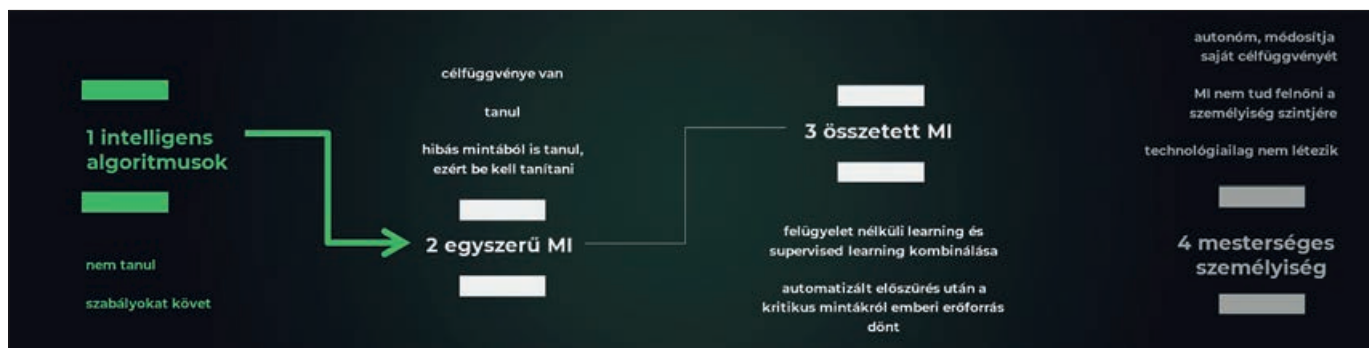 1 intelligens
algoritmusok
nem tanul
szabályokat követ
célfüggvénye van
tanul
hibás mintából is tanul,
ezért be kell tanítani
2 egyszerű MI
3 összetett MI
felügyelet nélküli learning és
supervised learning kombinálása
automatizált előszűrés után a
kritikus mintákról emberi erőforrás
dönt
autonóm, módosítja
saját célfüggvényét
MI nem tud felnőni a
személyiség szintjére
technológiailag nem létezik
4 mesterséges
személyiség